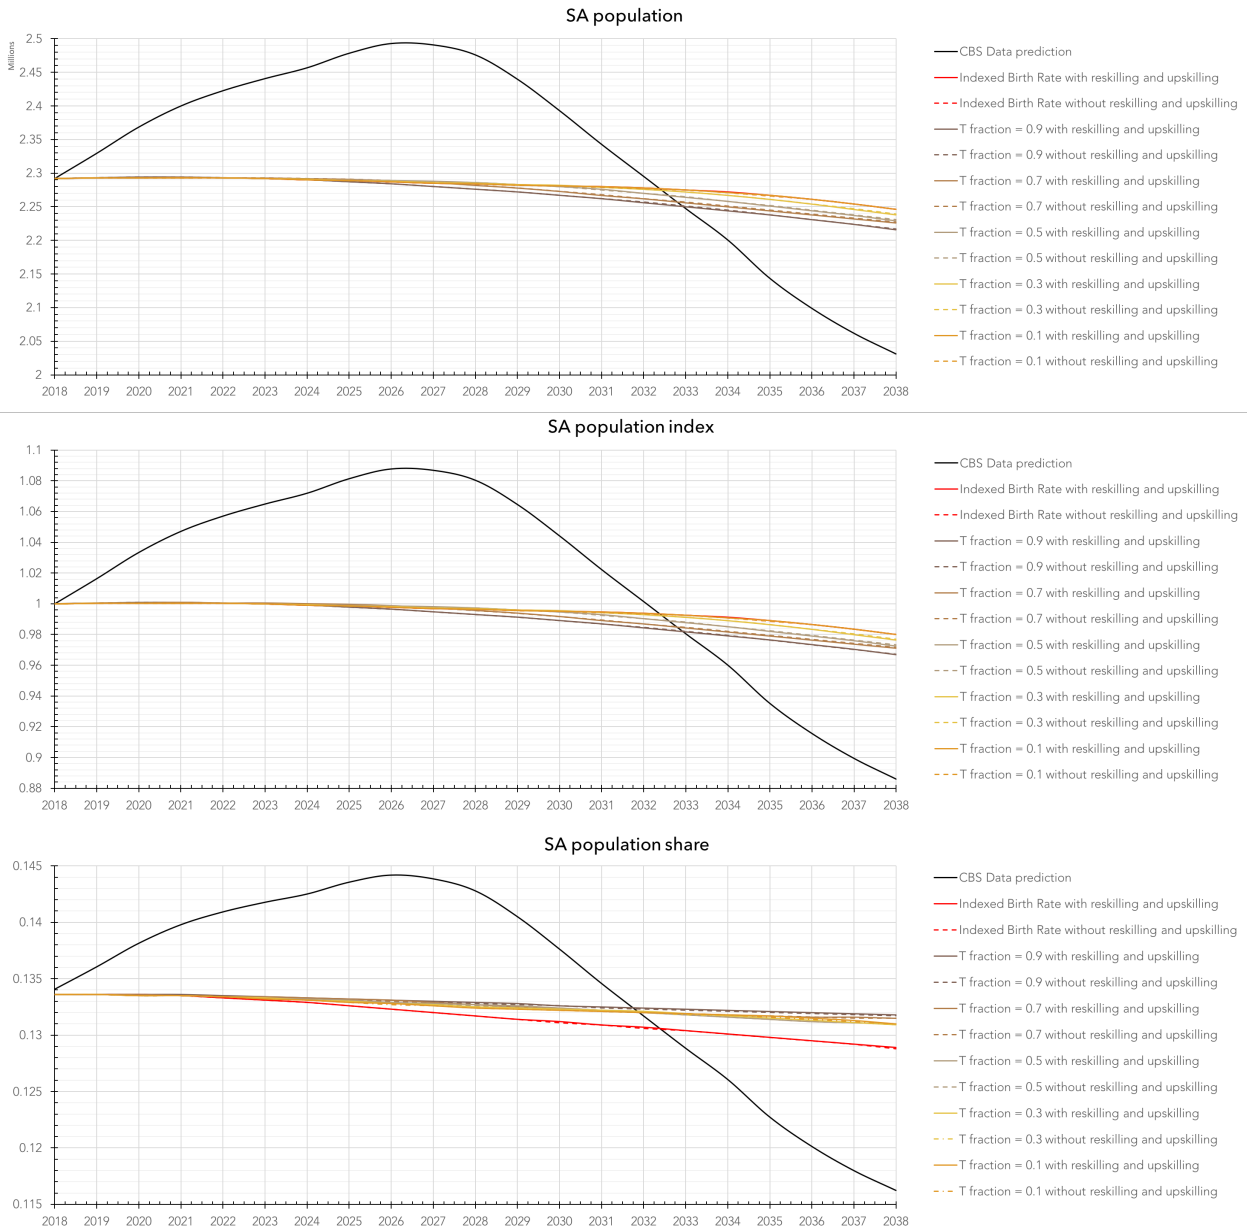 SA population
Millions
2.5
2.45
2.4
2.35
2.3
2.25
2.2
2.15
2.1
2.05
2
2018 2019 2020 2021 2022 2023 2024 2025 2026 2027 2028 2029 2030 2031 2032 2033 2034 2035 2036 2037 2038
CBS Data prediction
Indexed Birth Rate with reskilling and upskilling
Indexed Birth Rate without reskilling and upskilling
T fraction = 0.9 with reskilling and upskilling
T fraction = 0.9 without reskilling and upskilling
T fraction = 0.7 with reskilling and upskilling
T fraction = 0.7 without reskilling and upskilling
T fraction = 0.5 with reskilling and upskilling
T fraction = 0.5 without reskilling and upskilling
T fraction = 0.3 with reskilling and upskilling
T fraction = 0.3 without reskilling and upskilling
T fraction = 0.1 with reskilling and upskilling
T fraction = 0.1 without reskilling and upskilling
SA population index
1.1
1.08
1.06
1.04
1.02
1
0.98
0.96
0.94
0.92
0.9
0.88
2018 2019 2020 2021 2022 2023 2024 2025 2026 2027 2028 2029 2030 2031 2032 2033 2034 2035 2036 2037 2038
CBS Data prediction
Indexed Birth Rate with reskilling and upskilling
Indexed Birth Rate without reskilling and upskilling
T fraction = 0.9 with reskilling and upskilling
T fraction = 0.9 without reskilling and upskilling
T fraction = 0.7 with reskilling and upskilling
T fraction = 0.7 without reskilling and upskilling
T fraction = 0.5 with reskilling and upskilling
T fraction = 0.5 without reskilling and upskilling
T fraction = 0.3 with reskilling and upskilling
T fraction = 0.3 without reskilling and upskilling
T fraction = 0.1 with reskilling and upskilling
T fraction = 0.1 without reskilling and upskilling
SA population share
0.145
0.14
0.135
0.13
0.125
0.12
0.115
2018 2019 2020 2021 2022 2023 2024 2025 2026 2027 2028 2029 2030 2031 2032 2033 2034 2035 2036 2037 2038
CBS Data prediction
Indexed Birth Rate with reskilling and upskilling
Indexed Birth Rate without reskilling and upskilling
T fraction = 0.9 with reskilling and upskilling
T fraction = 0.9 without reskilling and upskilling
T fraction = 0.7 with reskilling and upskilling
T fraction = 0.7 without reskilling and upskilling
T fraction = 0.5 with reskilling and upskilling
T fraction = 0.5 without reskilling and upskilling
T fraction = 0.3 with reskilling and upskilling
T fraction = 0.3 without reskilling and upskilling
T fraction = 0.1 with reskilling and upskilling
T fraction = 0.1 without reskilling and upskilling